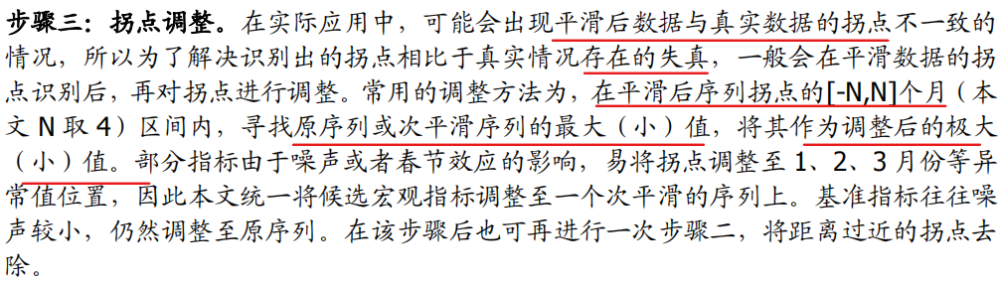 步骤三：拐点调整。在实际应用中，可能会出现平滑后数据与真实数据的拐点不一致的
情况，所以为了解决识别出的拐点相比于真实情况存在的失真，一般会在平滑数据的拐
点识别后，再对拐点进行调整。常用的调整方法为，在平滑后序列拐点的[-N,N]个月（本
文 N 取 4）区间内，寻找原序列或次平滑序列的最大（小）值，将其作为调整后的极大
（小）值。部分指标由于噪声或者春节效应的影响，易将拐点调整至 1、2、3 月份等异
常值位置，因此本文统一将候选宏观指标调整至一个次平滑的序列上。基准指标往往噪
声较小，仍然调整至原序列。在该步骤后也可再进行一次步骤二，将距离过近的拐点去
除。